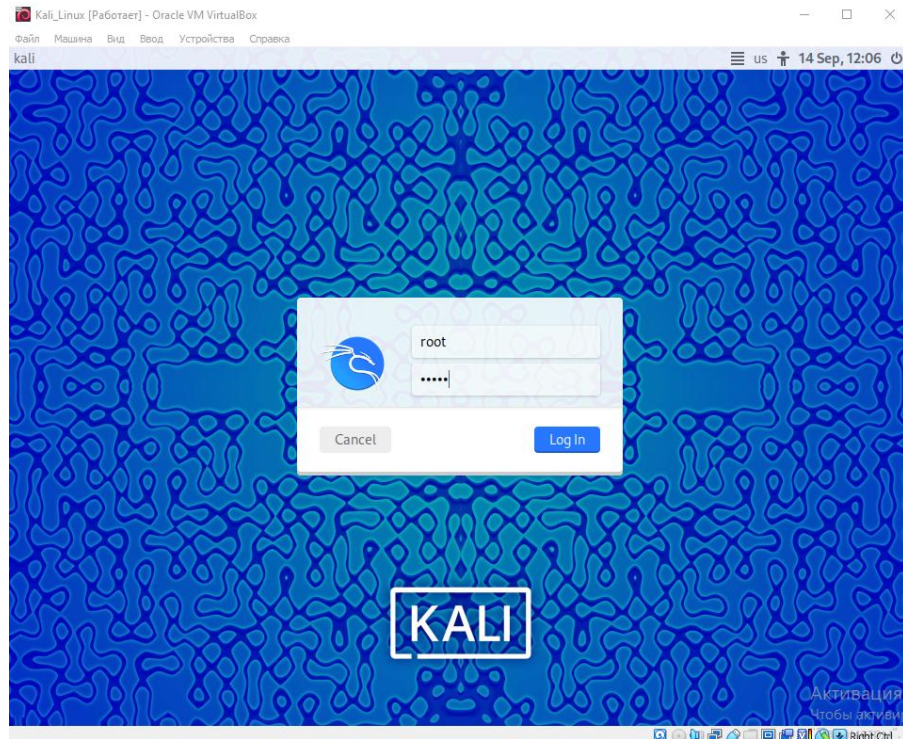 Kali_Linux [Работает] - Oracle VM VirtualBox
Файл Машина Вид Ввод Устройства Справка
kali us 14 Sep, 12:06
root
•••••
Cancel Log In
KALI
Активация
Чтобы активи
Right Ctrl